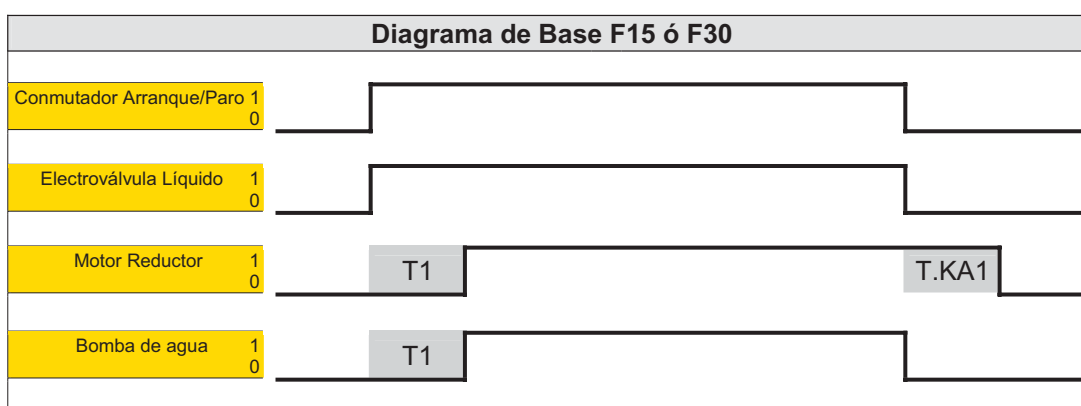 Diagrama de Base F15 ó F30
Conmutador Arranque/Paro 1
0
Electroválvula Líquido 1
0
Motor Reductor 1
0
T1
T.KA1
Bomba de agua 1
0
T1